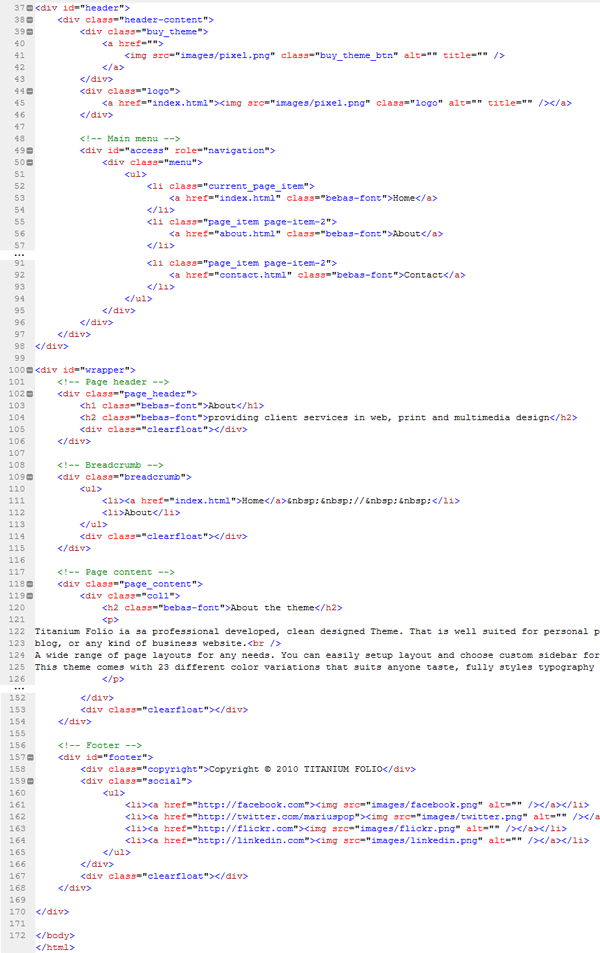 37 <div id="header">
38 <div class="header-content">
39 <div class="buy_theme">
40 <a href="">
41 <img src="images/pixel.png" class="buy_theme_btn" alt="" title="" />
42 </a>
43 </div>
44 <div class="logo">
45 <a href="index.html"><img src="images/pixel.png" class="logo" alt="" title="" /></a>
46 </div>
47
48 <!-- Main menu -->
49 <div id="access" role="navigation">
50 <div class="menu">
51 <ul>
52 <li class="current_page_item">
53 <a href="index.html" class="bebas-font">Home</a>
54 </li>
55 <li class="page_item page-item-2">
56 <a href="about.html" class="bebas-font">About</a>
57 </li>
...
91 <li class="page_item page-item-2">
92 <a href="contact.html" class="bebas-font">Contact</a>
93 </li>
94 </ul>
95 </div>
96 </div>
97 </div>
98 </div>
99
100 <div id="wrapper">
101 <!-- Page header -->
102 <div class="page_header">
103 <h1 class="bebas-font">About</h1>
104 <h2 class="bebas-font">providing client services in web, print and multimedia design</h2>
105 <div class="clearfloat"></div>
106 </div>
107
108 <!-- Breadcrumb -->
109 <div class="breadcrumb">
110 <ul>
111 <li><a href="index.html">Home</a>&nbsp;&nbsp;//&nbsp;&nbsp;</li>
112 <li>About</li>
113 </ul>
114 <div class="clearfloat"></div>
115 </div>
116
117 <!-- Page content -->
118 <div class="page_content">
119 <div class="col1">
120 <h2 class="bebas-font">About the theme</h2>
121 <p>
122 Titanium Folio ia sa professional developed, clean designed Theme. That is well suited for personal p
123 blog, or any kind of business website.<br />
124 A wide range of page layouts for any needs. You can easily setup layout and choose custom sidebar for
125 This theme comes with 23 different color variations that suits anyone taste, fully styles typography
126 </p>
...
152 </div>
153 <div class="clearfloat"></div>
154 </div>
155
156 <!-- Footer -->
157 <div id="footer">
158 <div class="copyright">Copyright © 2010 TITANIUM FOLIO</div>
159 <div class="social">
160 <ul>
161 <li><a href="http://facebook.com"><img src="images/facebook.png" alt="" /></a></li>
162 <li><a href="http://twitter.com/mariuspop"><img src="images/twitter.png" alt="" /></a
163 <li><a href="http://flickr.com"><img src="images/flickr.png" alt="" /></a></li>
164 <li><a href="http://linkedin.com"><img src="images/linkedin.png" alt="" /></a></li>
165 </ul>
166 </div>
167 <div class="clearfloat"></div>
168 </div>
169
170 </div>
171
172 </body>
</html>